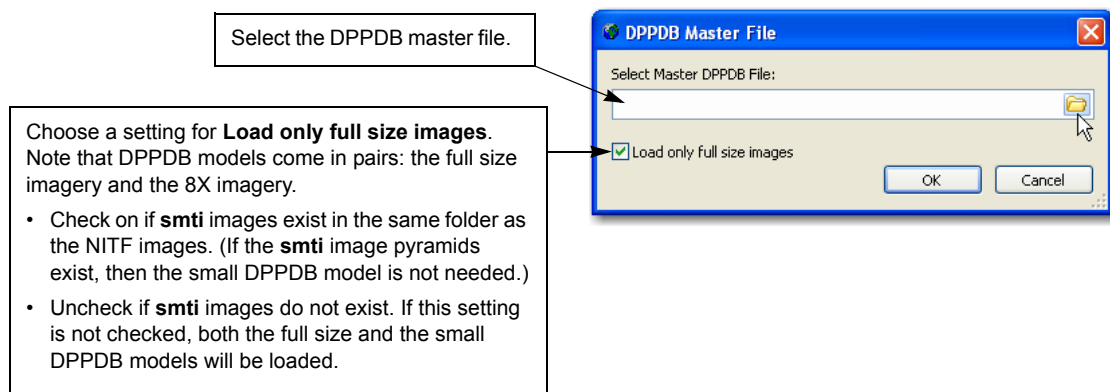 Select the DPPDB master file.
DPPDB Master File
Select Master DPPDB File:
Load only full size images
OK
Cancel
Choose a setting for Load only full size images.
Note that DPPDB models come in pairs: the full size
imagery and the 8X imagery.
• Check on if smti images exist in the same folder as
the NITF images. (If the smti image pyramids
exist, then the small DPPDB model is not needed.)
• Uncheck if smti images do not exist. If this setting
is not checked, both the full size and the small
DPPDB models will be loaded.